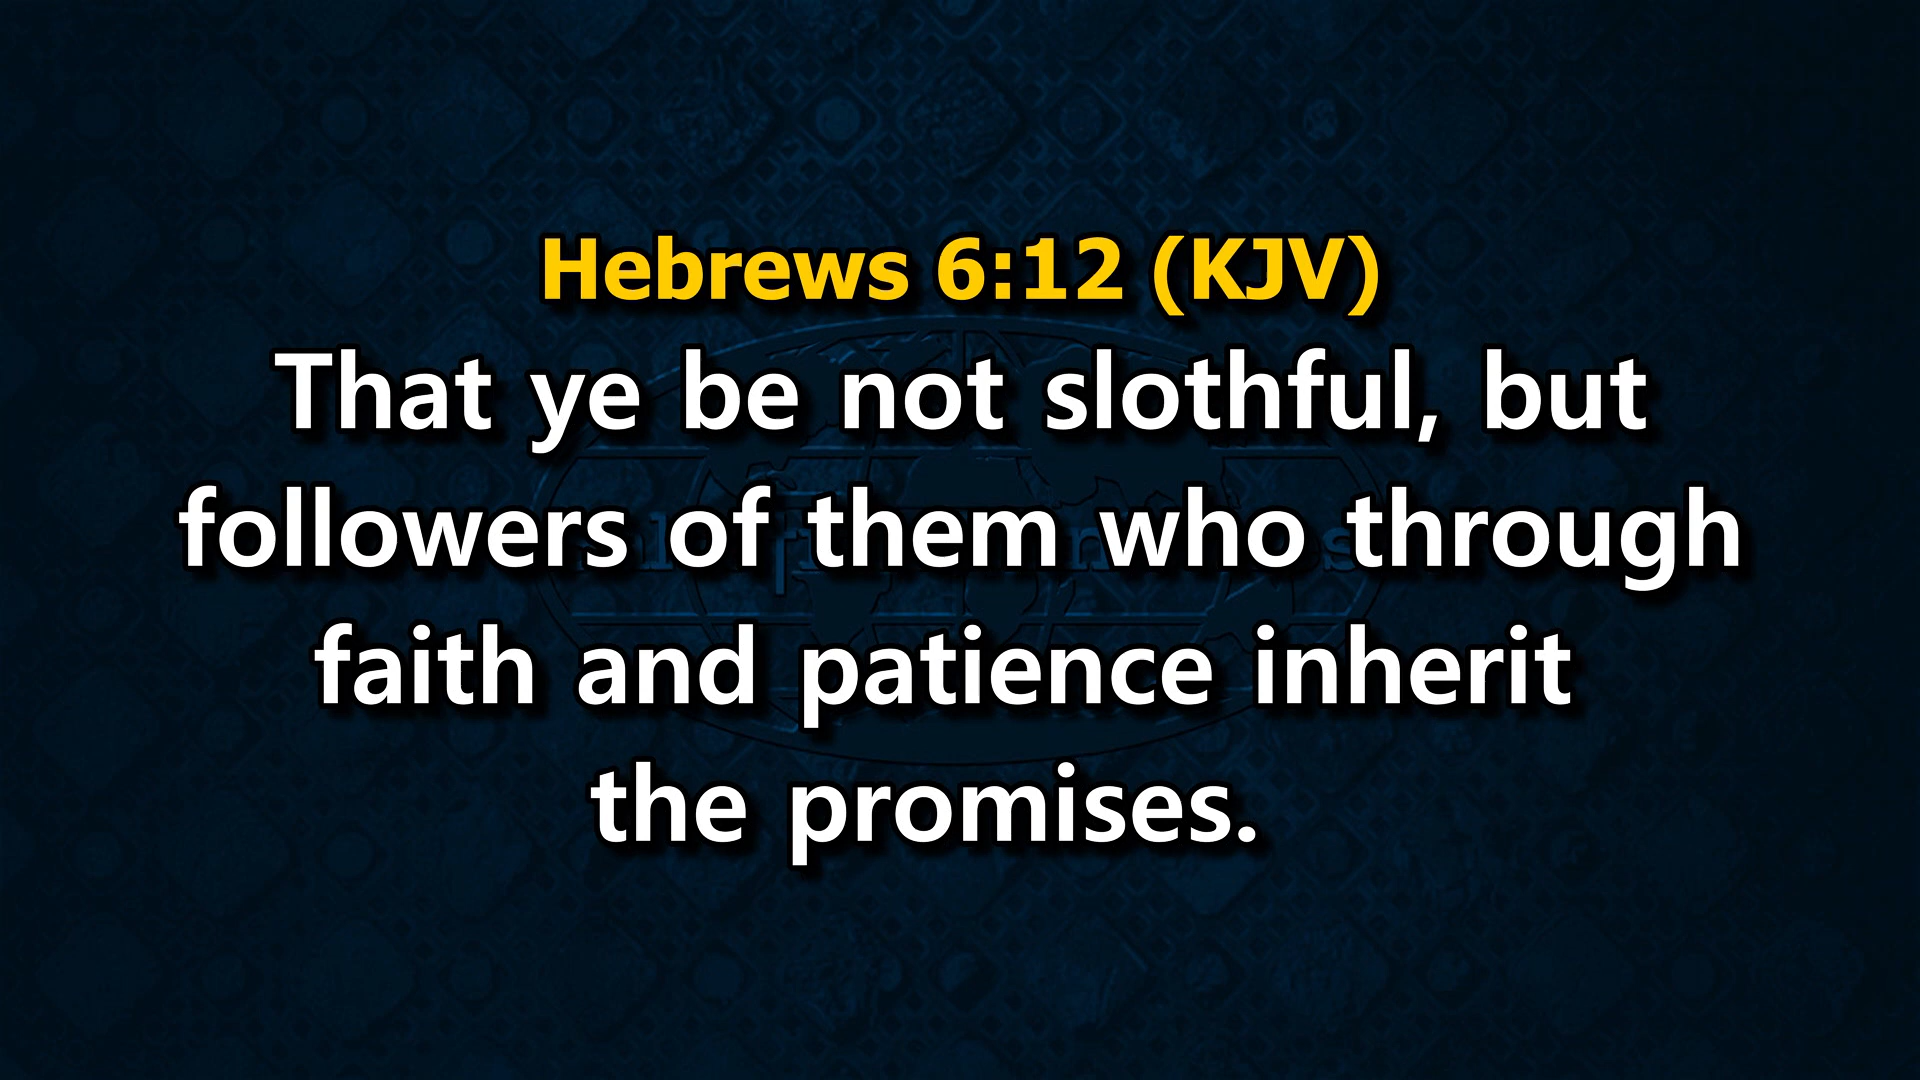 Hebrews 6:12 (KJV)
That ye be not slothful, but
followers of them who through
faith and patience inherit
the promises.